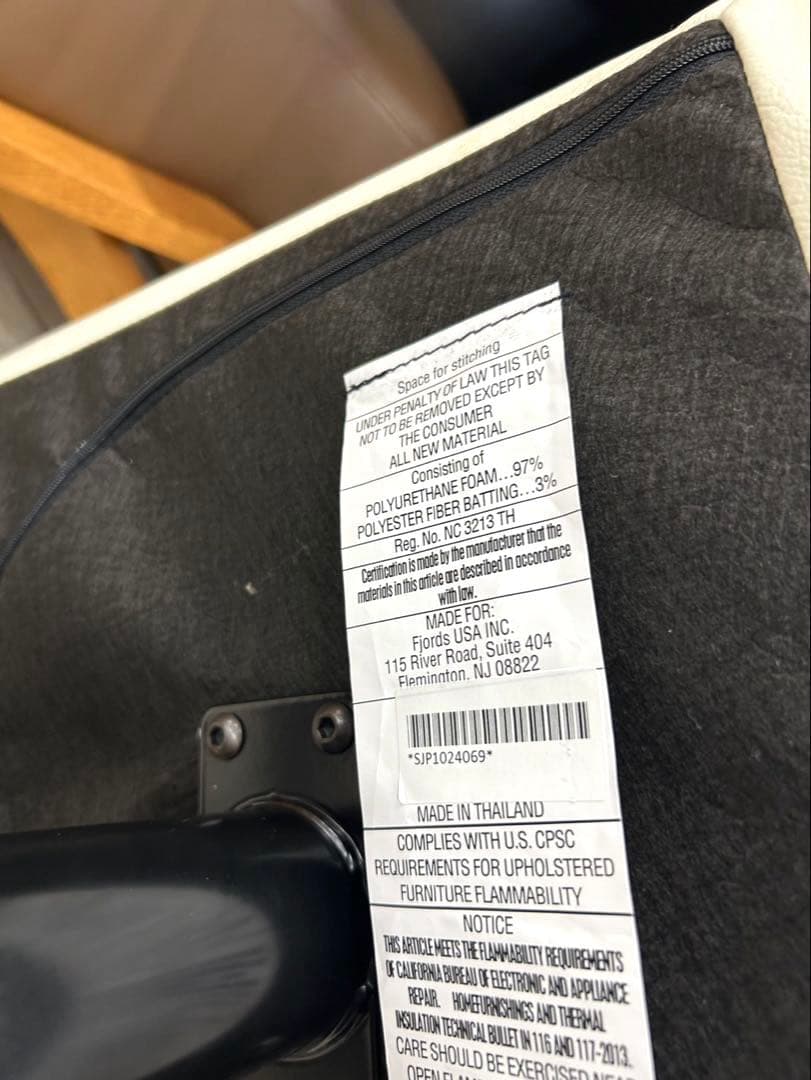 Space for stitching
UNDER PENALTY OF LAW THIS TAG
NOT TO BE REMOVED EXCEPT BY
THE CONSUMER
ALL NEW MATERIAL
Consisting of
POLYURETHANE FOAM...97%
POLYESTER FIBER BATTING...3%
Reg. No. NC 3213 TH
Certification is made by the manufacturer that the
materials in this article are described in accordance
with law.
MADE FOR:
Fjords USA INC.
115 River Road, Suite 404
Flemington, NJ 08822
*SJP1024069*
MADE IN THAILAND
COMPLIES WITH U.S. CPSC
REQUIREMENTS FOR UPHOLSTERED
FURNITURE FLAMMABILITY
NOTICE
THIS ARTICLE MEETS THE FLAMMABILITY REQUIREMENTS
OF CALIFORNIA BUREAU OF ELECTRONIC AND APPLIANCE
REPAIR. HOMEFURNISHINGS AND THERMAL
INSULATION TECHNICAL BULLET IN 116 AND 117-2013.
CARE SHOULD BE EXERCISED
OPEN